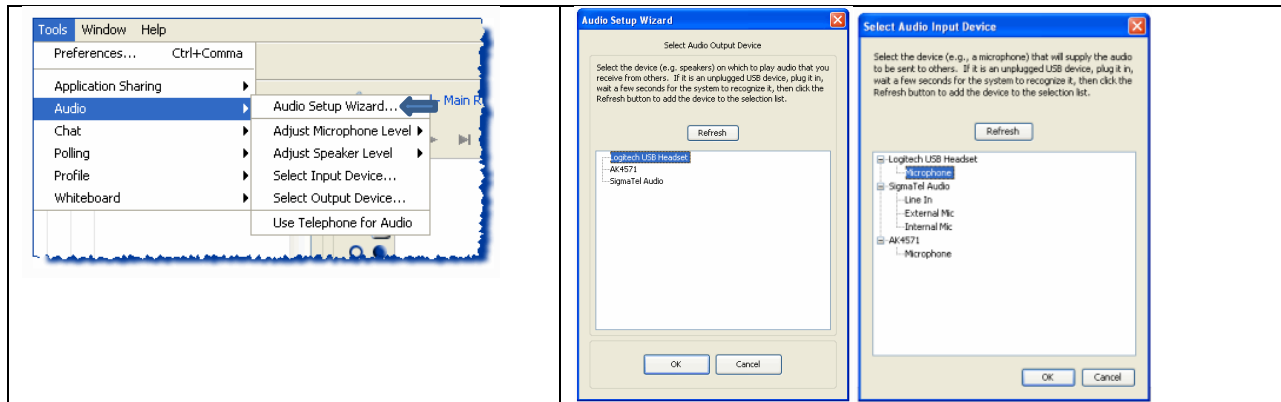 Tools Window Help
Preferences... Ctrl+Comma
Application Sharing
Audio
Chat
Polling
Profile
Whiteboard
Audio Setup Wizard...
Adjust Microphone Level
Adjust Speaker Level
Select Input Device...
Select Output Device...
Use Telephone for Audio
- Main R
Audio Setup Wizard
Select Audio Output Device
Select the device (e.g. speakers) on which to play audio that you
receive from others. If it is an unplugged USB device, plug it in,
wait a few seconds for the system to recognize it, then click the
Refresh button to add the device to the selection list.
Refresh
Logitech USB Headset
AK4571
SigmaTel Audio
OK Cancel
Select Audio Input Device
Select the device (e.g., a microphone) that will supply the audio
to be sent to others. If it is an unplugged USB device, plug it in,
wait a few seconds for the system to recognize it, then click the
Refresh button to add the device to the selection list.
Refresh
Logitech USB Headset
Microphone
SigmaTel Audio
Line In
External Mic
Internal Mic
AK4571
Microphone
OK Cancel